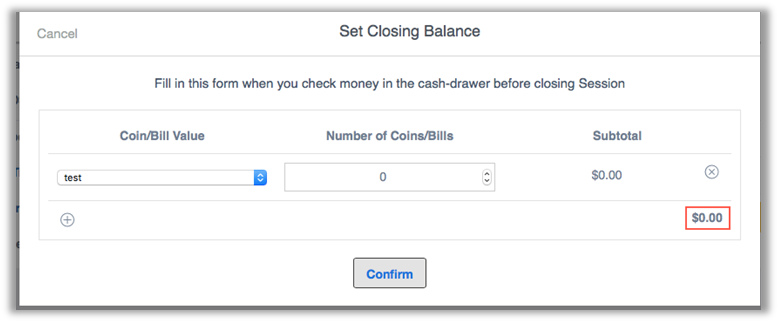 Cancel
Set Closing Balance
Fill in this form when you check money in the cash-drawer before closing Session
Coin/Bill Value Number of Coins/Bills Subtotal
test 0 $0.00
$0.00
Confirm